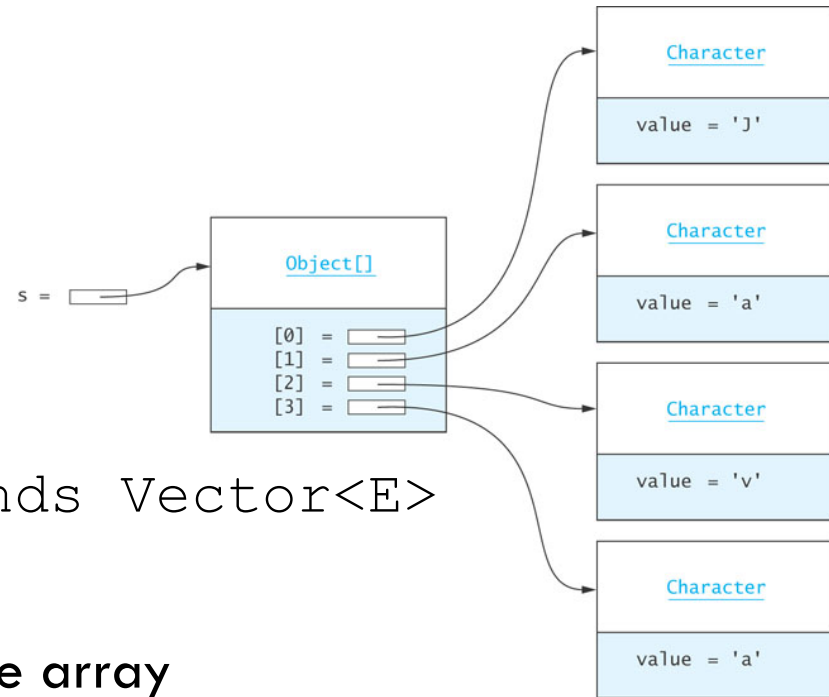 Character
value = 'J'
Character
value = 'a'
Object[]
s =
[0] =
[1] =
[2] =
[3] =
Character
value = 'v'
nds Vector<E>
Character
value = 'a'
e array